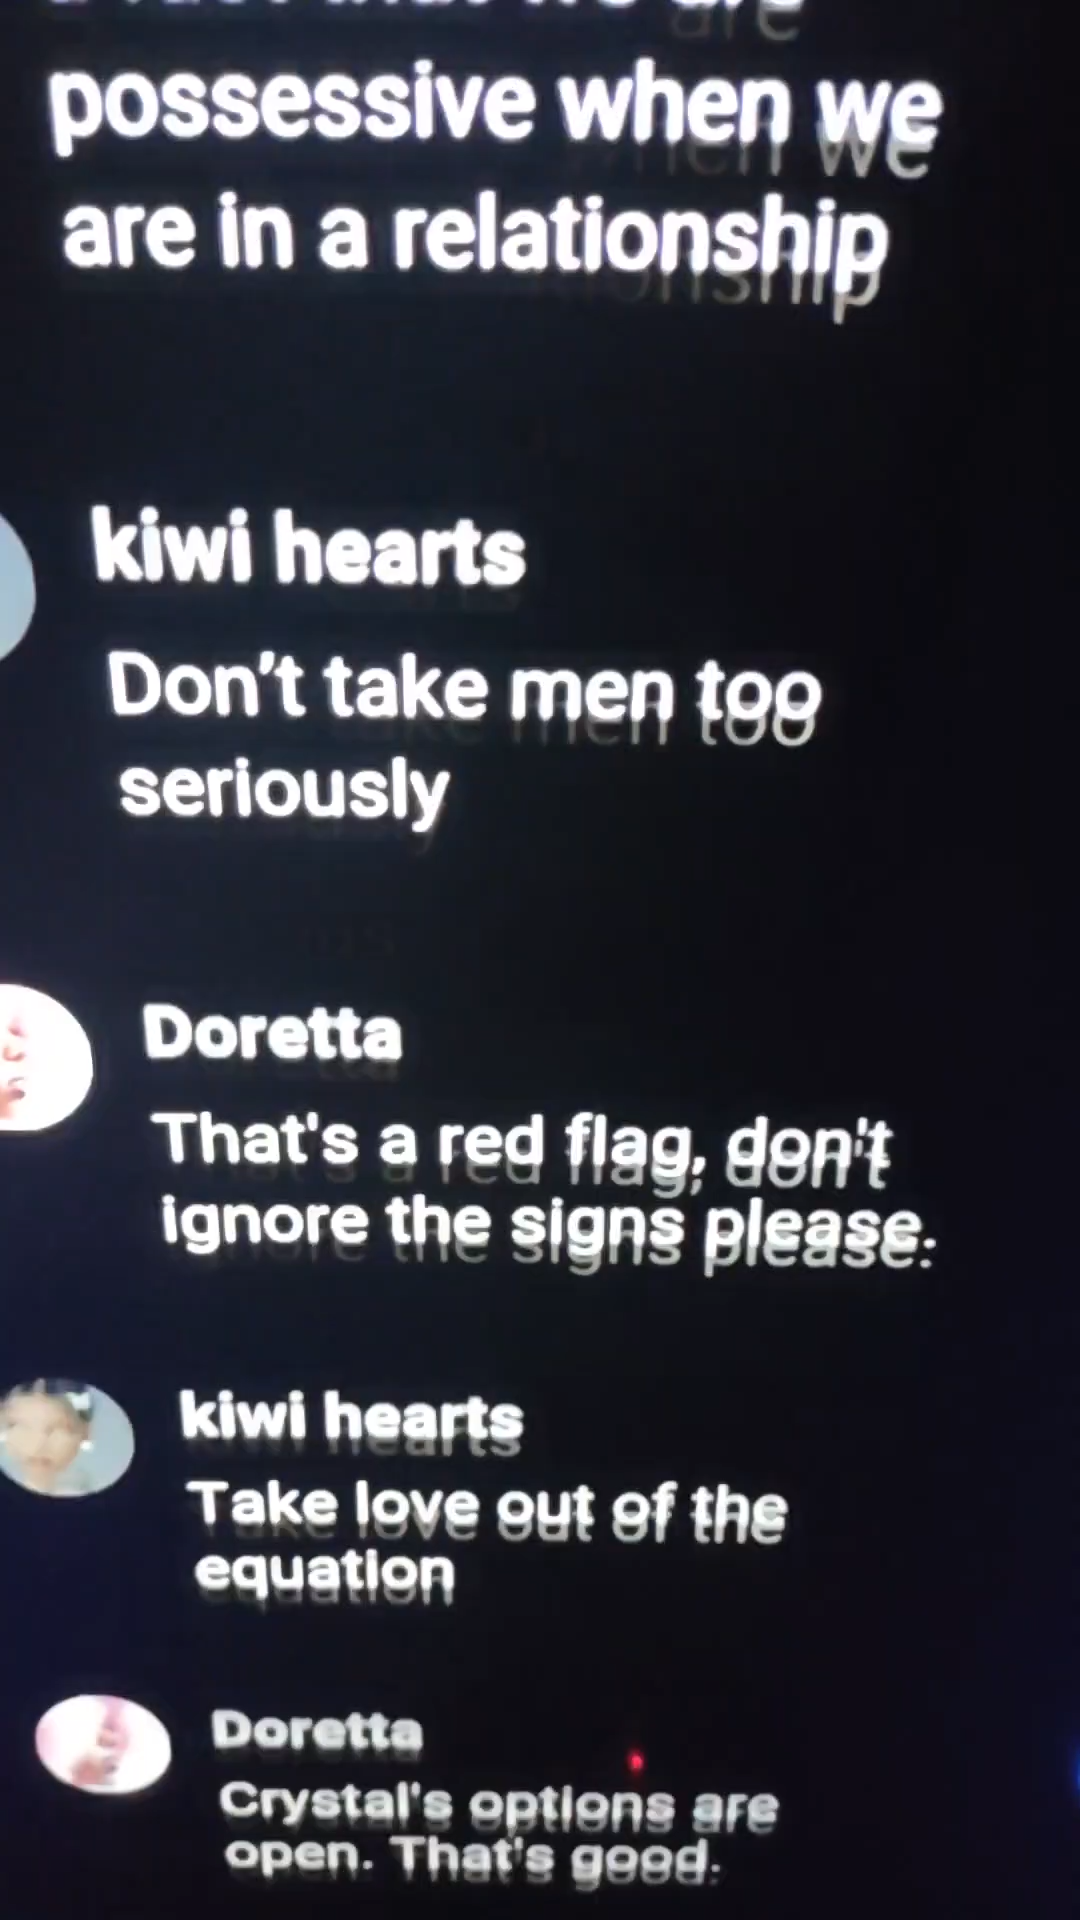 are
possessive when we
are in a relationship
kiwi hearts
Don't take men too
seriously
Doretta
That's a red flag, don't
ignore the signs please.
kiwi hearts
Take love out of the
equation
Doretta
Crystal's options are
open. That's good.